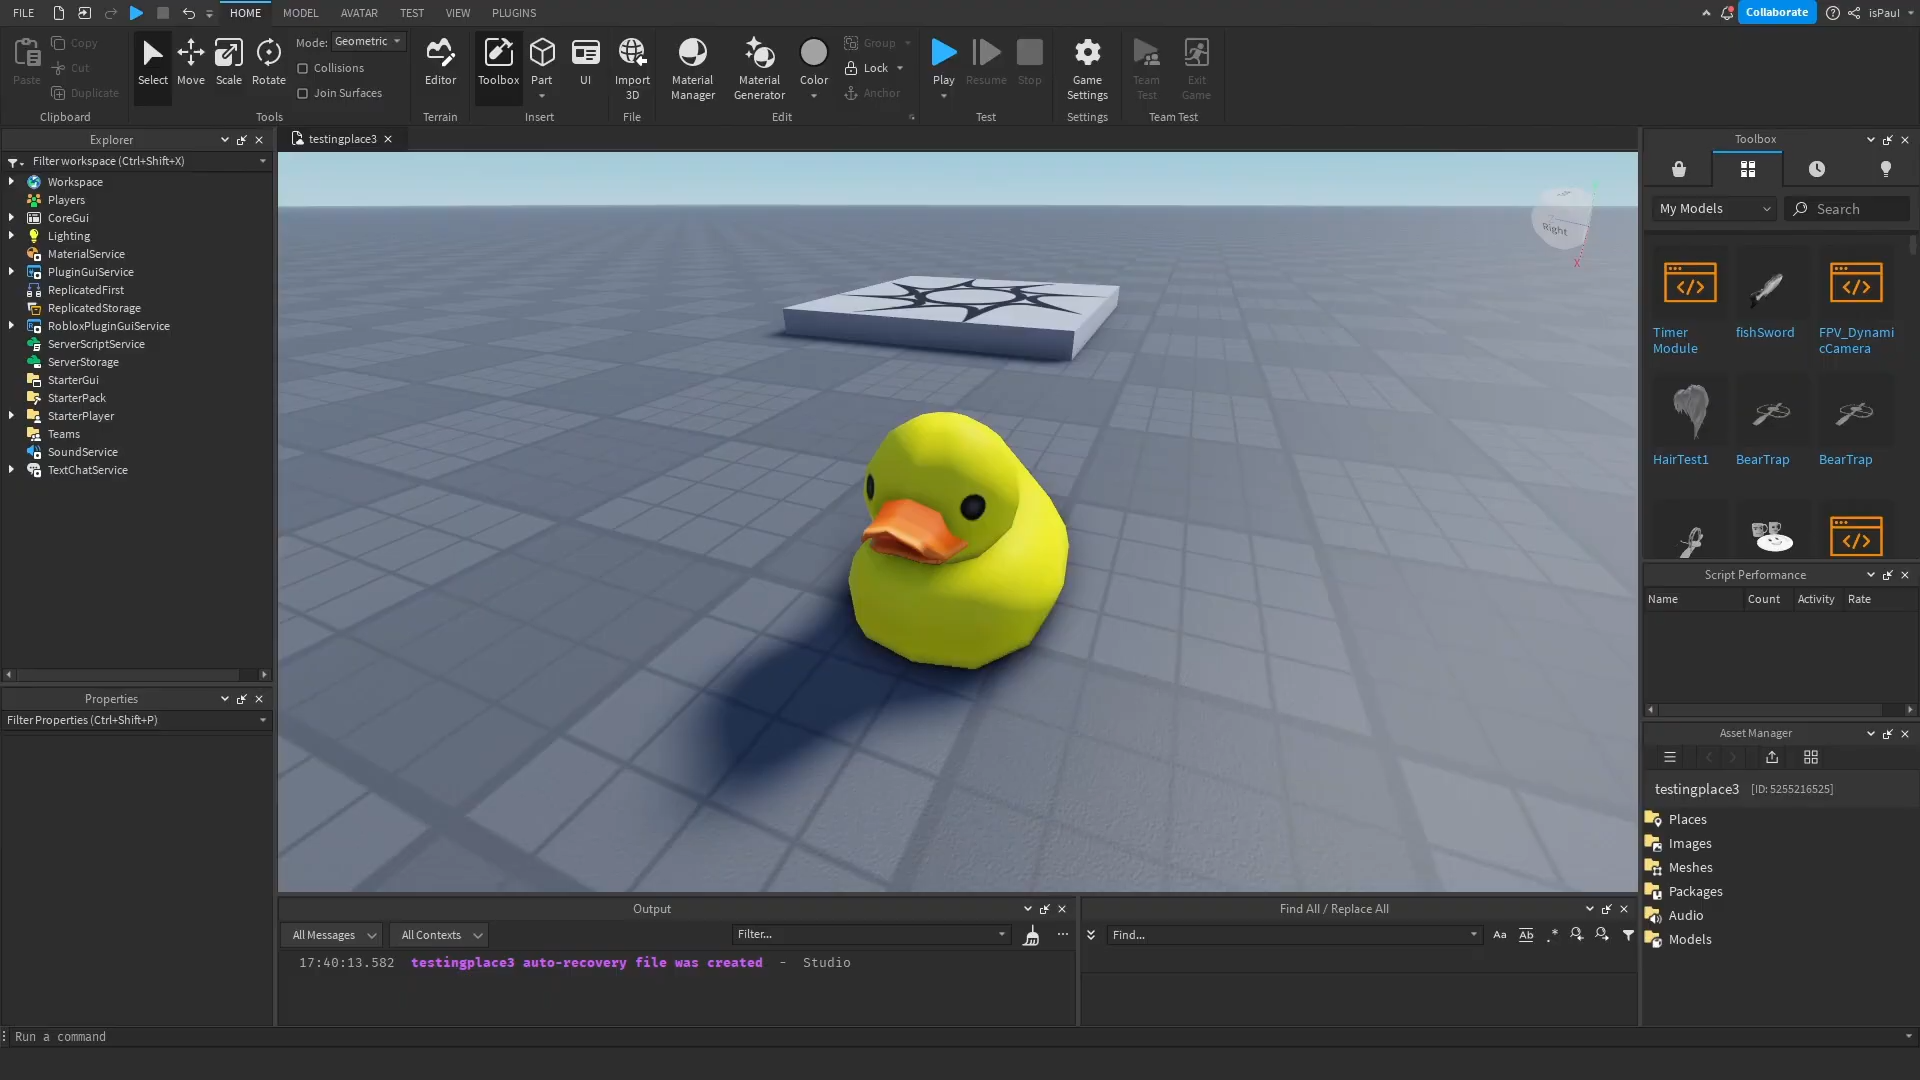 FILE HOME MODEL AVATAR TEST VIEW PLUGINS Collaborate isPaul
Paste Copy Cut Duplicate
Clipboard
Select Move Scale Rotate
Mode: Geometric
Collisions
Join Surfaces
Tools
Editor
Terrain
Toolbox Part UI
Insert
Import
3D
File
Material
Manager
Material
Generator
Color
Group
Lock
Anchor
Edit
Play Resume Stop
Test
Game
Settings
Settings
Team
Test
Exit
Game
Team Test
Explorer
Filter workspace (Ctrl+Shift+X)
Workspace
Players
CoreGui
Lighting
MaterialService
PluginGuiService
ReplicatedFirst
ReplicatedStorage
RobloxPluginGuiService
ServerScriptService
ServerStorage
StarterGui
StarterPack
StarterPlayer
Teams
SoundService
TextChatService
Properties
Filter Properties (Ctrl+Shift+P)
testingplace3
Right
X
Toolbox
My Models Search
Timer
Module
fishSword
FPV_Dynami
cCamera
HairTest1
BearTrap
BearTrap
Script Performance
Name Count Activity Rate
Asset Manager
testingplace3 [ID: 5255216525]
Places
Images
Meshes
Packages
Audio
Models
Output
All Messages All Contexts Filter...
17:40:13.582 testingplace3 auto-recovery file was created - Studio
Find All / Replace All
Find... Aa Ab .*
Run a command